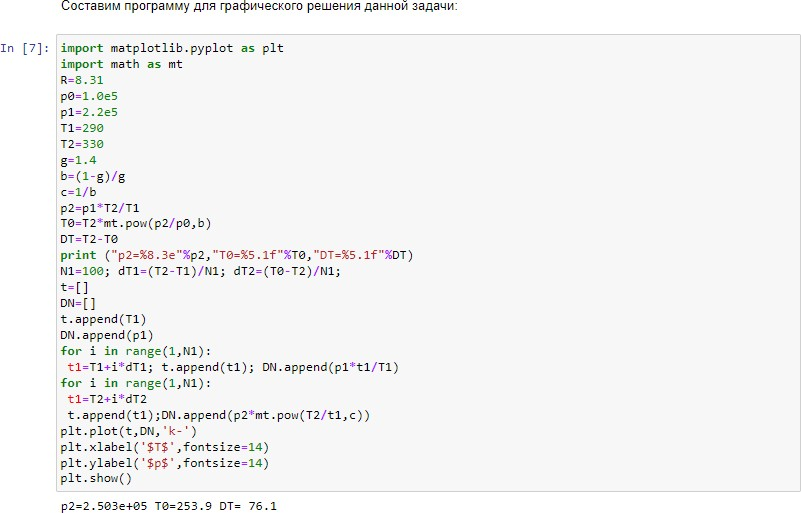 Составим программу для графического решения данной задачи:
In [7]: import matplotlib.pyplot as plt
import math as mt
R=8.31
p0=1.0e5
p1=2.2e5
T1=290
T2=330
g=1.4
b=(1-g)/g
c=1/b
p2=p1*T2/T1
T0=T2*mt.pow(p2/p0,b)
DT=T2-T0
print ("p2=%8.3e"%p2,"T0=%5.1f"%T0,"DT=%5.1f"%DT)
N1=100; dT1=(T2-T1)/N1; dT2=(T0-T2)/N1;
t=[]
DN=[]
t.append(T1)
DN.append(p1)
for i in range(1,N1):
 t1=T1+i*dT1; t.append(t1); DN.append(p1*t1/T1)
for i in range(1,N1):
 t1=T2+i*dT2
 t.append(t1);DN.append(p2*mt.pow(T2/t1,c))
plt.plot(t,DN,'k-')
plt.xlabel('$T$',fontsize=14)
plt.ylabel('$p$',fontsize=14)
plt.show()
p2=2.503e+05 T0=253.9 DT= 76.1